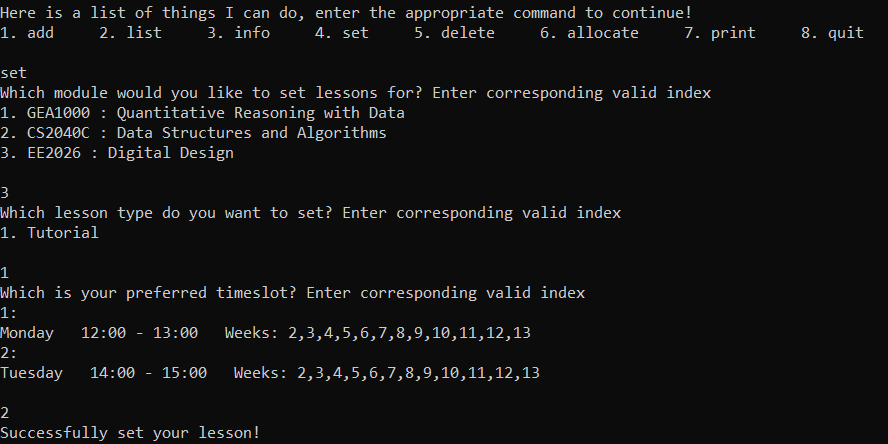 Here is a list of things I can do, enter the appropriate command to continue!
1. add     2. list     3. info     4. set     5. delete     6. allocate     7. print     8. quit
set
Which module would you like to set lessons for? Enter corresponding valid index
1. GEA1000 : Quantitative Reasoning with Data
2. CS2040C : Data Structures and Algorithms
3. EE2026 : Digital Design
3
Which lesson type do you want to set? Enter corresponding valid index
1. Tutorial
1
Which is your preferred timeslot? Enter corresponding valid index
1:
Monday   12:00 - 13:00   Weeks: 2,3,4,5,6,7,8,9,10,11,12,13
2:
Tuesday   14:00 - 15:00   Weeks: 2,3,4,5,6,7,8,9,10,11,12,13
2
Successfully set your lesson!